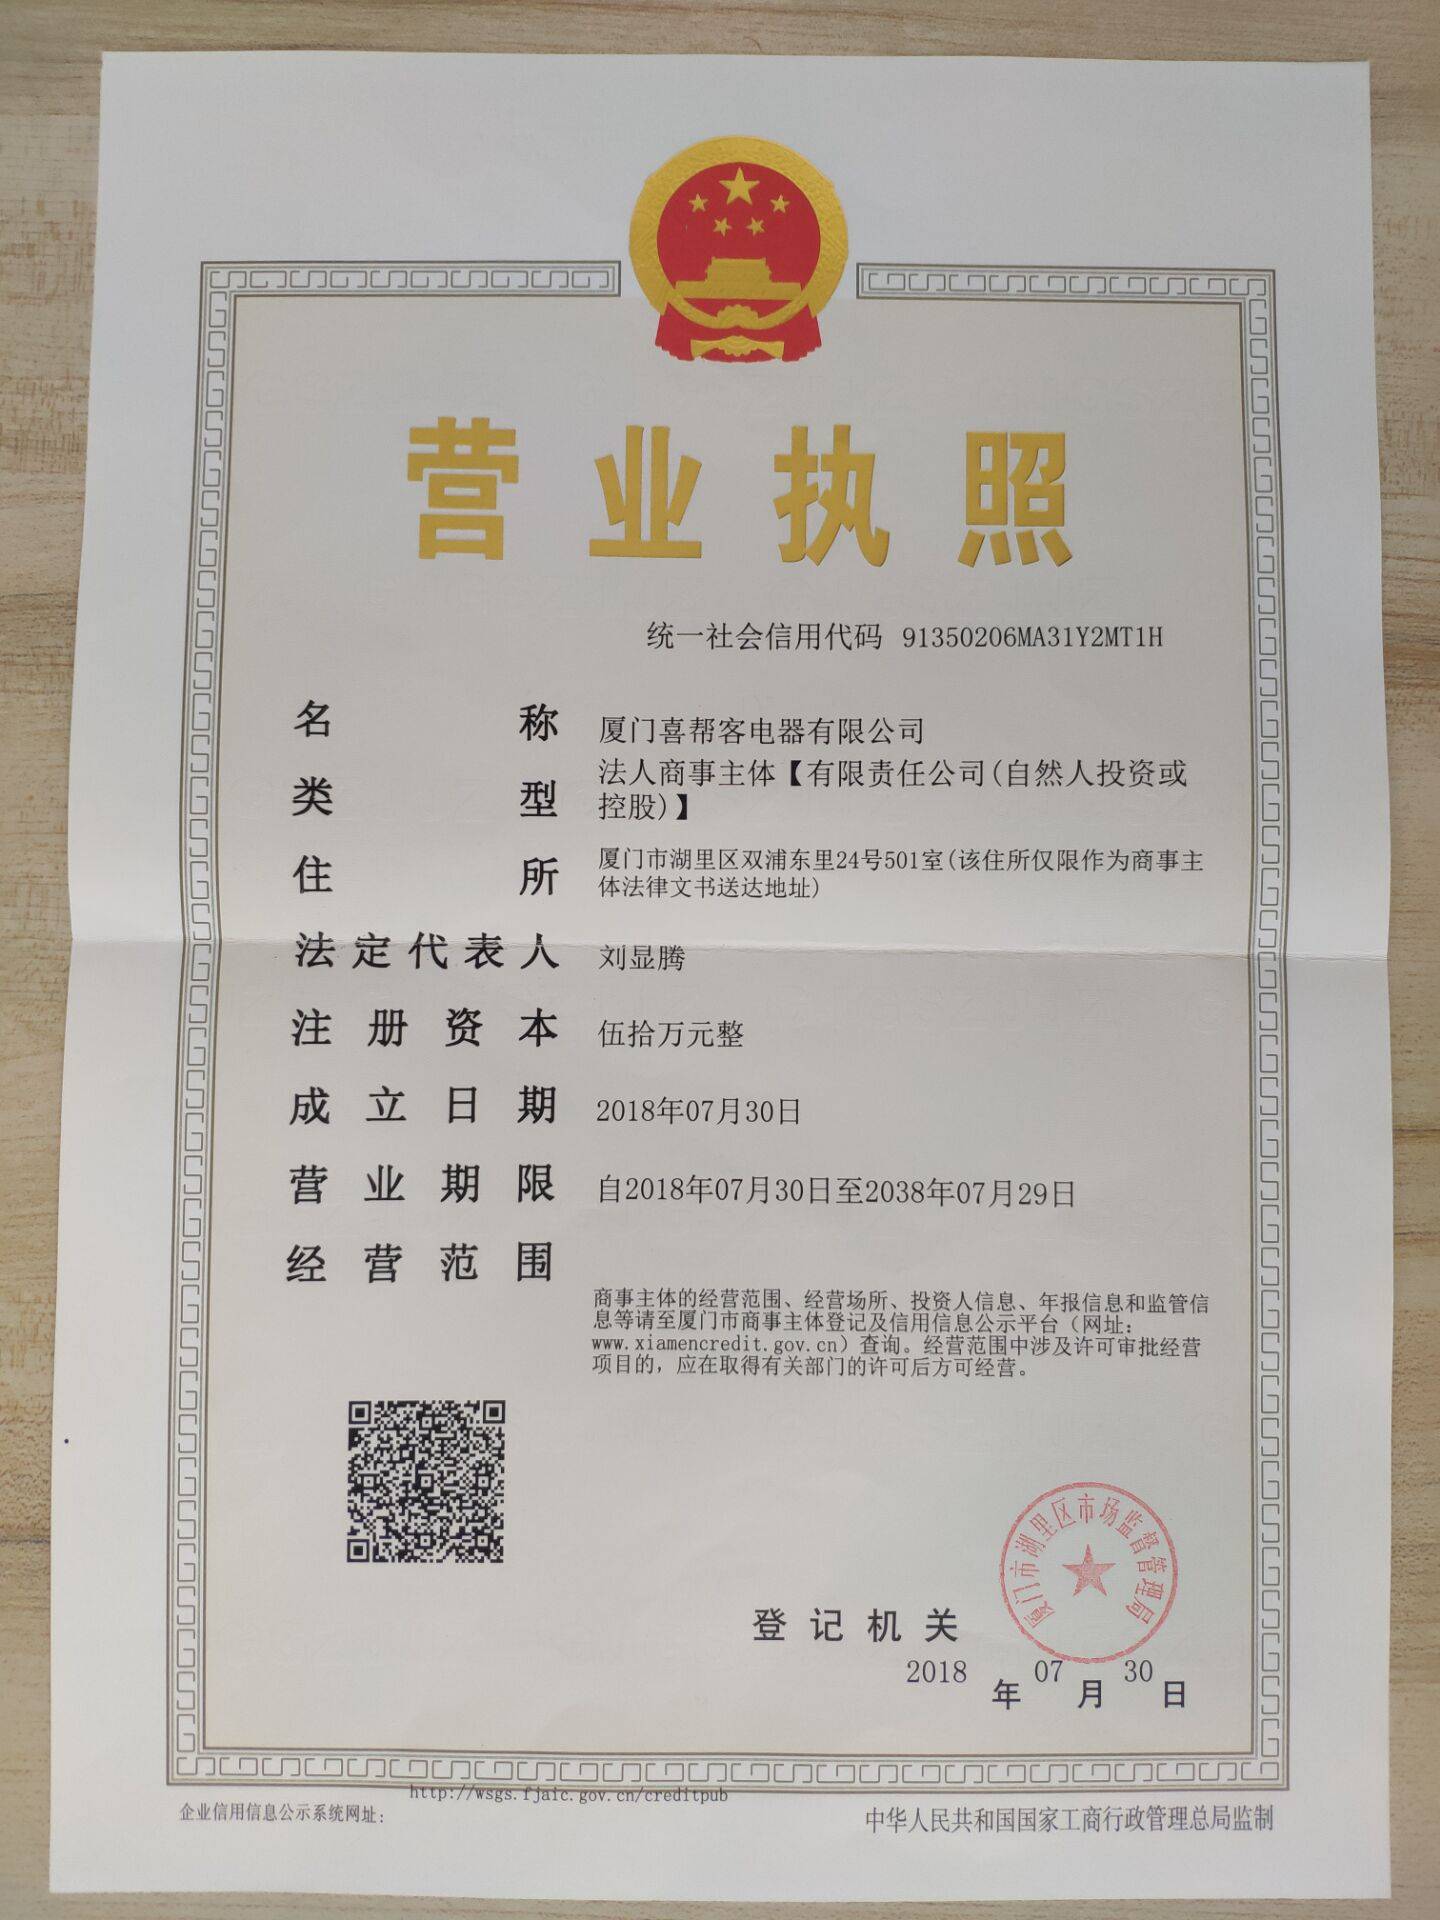 营业执照
统一社会信用代码 91350206MA31Y2MT1H
名称 厦门喜帮客电器有限公司
类型 法人商事主体【有限责任公司(自然人投资或
控股)】
住所 厦门市湖里区双浦东里24号501室(该住所仅限作为商事主
体法律文书送达地址)
法定代表人 刘显腾
注册资本 伍拾万元整
成立日期 2018年07月30日
营业期限 自2018年07月30日至2038年07月29日
经营范围
商事主体的经营范围、经营场所、投资人信息、年报信息和监管信
息等请至厦门市商事主体登记及信用信息公示平台（网址:
www.xiamencredit.gov.cn）查询。经营范围中涉及许可审批经营
项目的，应在取得有关部门的许可后方可经营。
厦门市湖里区市场监督管理局
登记机关
2018年07月30日
企业信用信息公示系统网址: http://wsgs.fjaic.gov.cn/creditpub
中华人民共和国国家工商行政管理总局监制